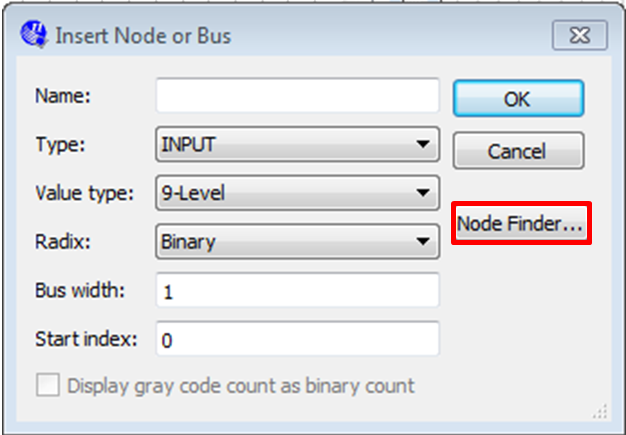 Insert Node or Bus
Name:
OK
Type: INPUT
Cancel
Value type: 9-Level
Node Finder...
Radix: Binary
Bus width: 1
Start index: 0
Display gray code count as binary count